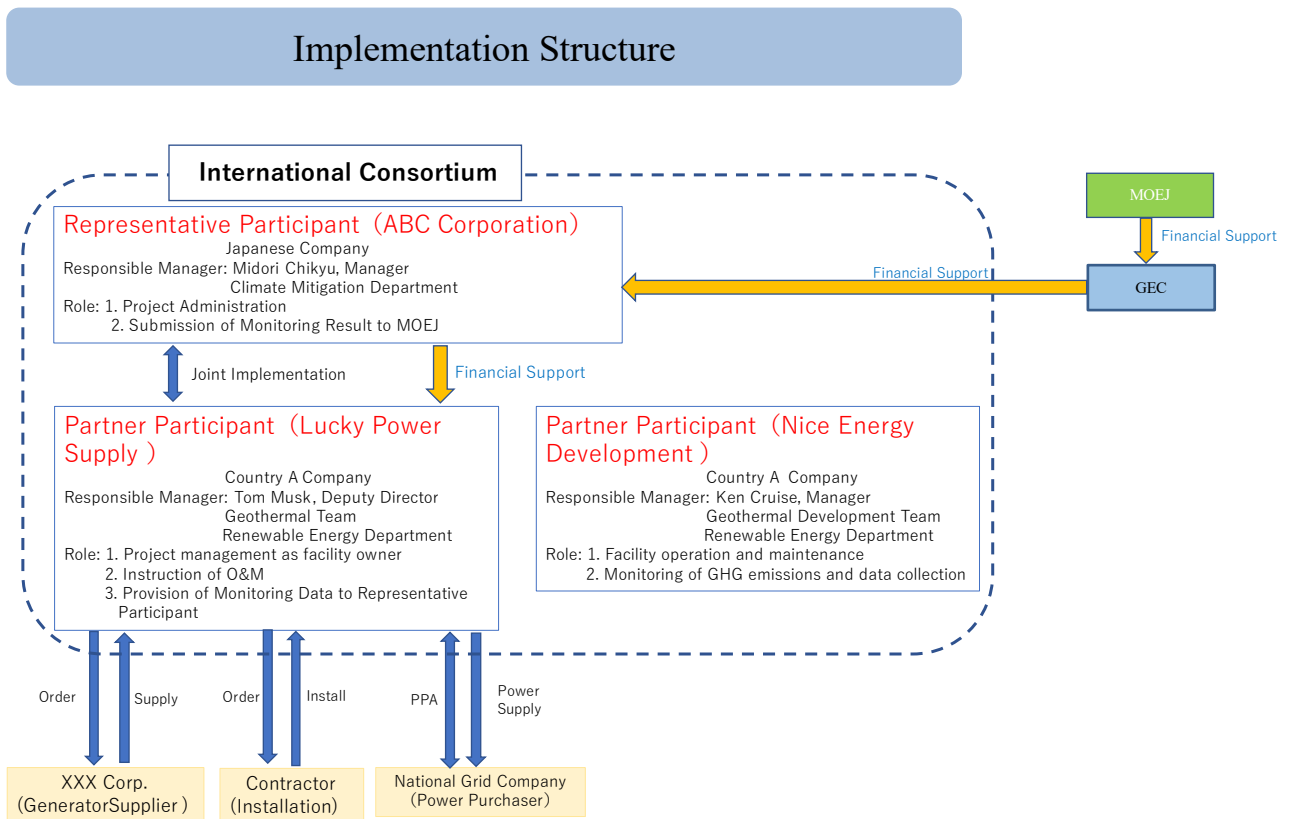 Implementation Structure
International Consortium
Representative Participant（ABC Corporation）
Japanese Company
Responsible Manager: Midori Chikyu, Manager
Climate Mitigation Department
Role: 1. Project Administration
2. Submission of Monitoring Result to MOEJ
MOEJ
Financial Support
GEC
Financial Support
Joint Implementation
Financial Support
Partner Participant（Lucky Power
Supply ）
Country A Company
Responsible Manager: Tom Musk, Deputy Director
Geothermal Team
Renewable Energy Department
Role: 1. Project management as facility owner
2. Instruction of O&M
3. Provision of Monitoring Data to Representative
Participant
Partner Participant（Nice Energy
Development ）
Country A Company
Responsible Manager: Ken Cruise, Manager
Geothermal Development Team
Renewable Energy Department
Role: 1. Facility operation and maintenance
2. Monitoring of GHG emissions and data collection
Order
Supply
Order
Install
PPA
Power
Supply
XXX Corp.
(GeneratorSupplier）
Contractor
(Installation)
National Grid Company
（Power Purchaser）